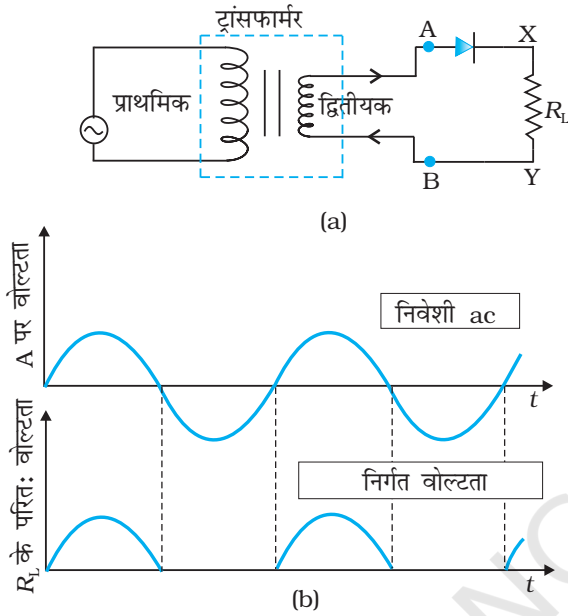 ट्रांसफार्मर
प्राथमिक
द्वितीयक
A
X
R_L
B
Y
(a)
A पर वोल्टता
निवेशी ac
t
R_L के परितः वोल्टता
निर्गत वोल्टता
t
(b)